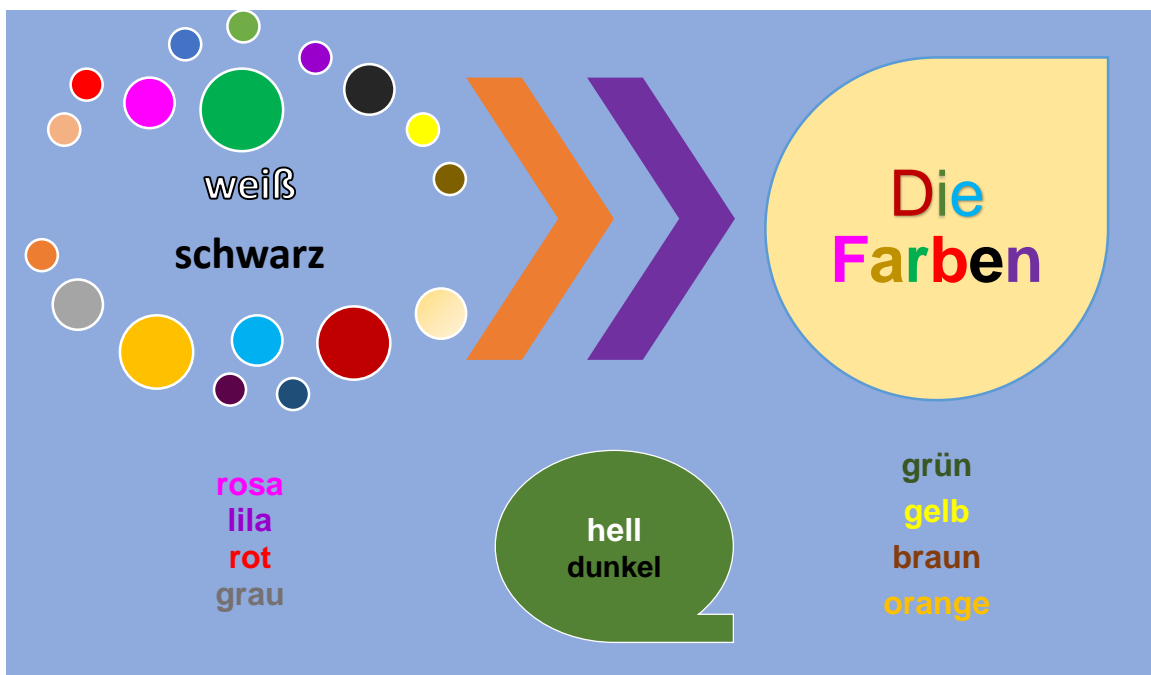 weiß
schwarz
Die
Farben
rosa
lila
rot
grau
hell
dunkel
grün
gelb
braun
orange